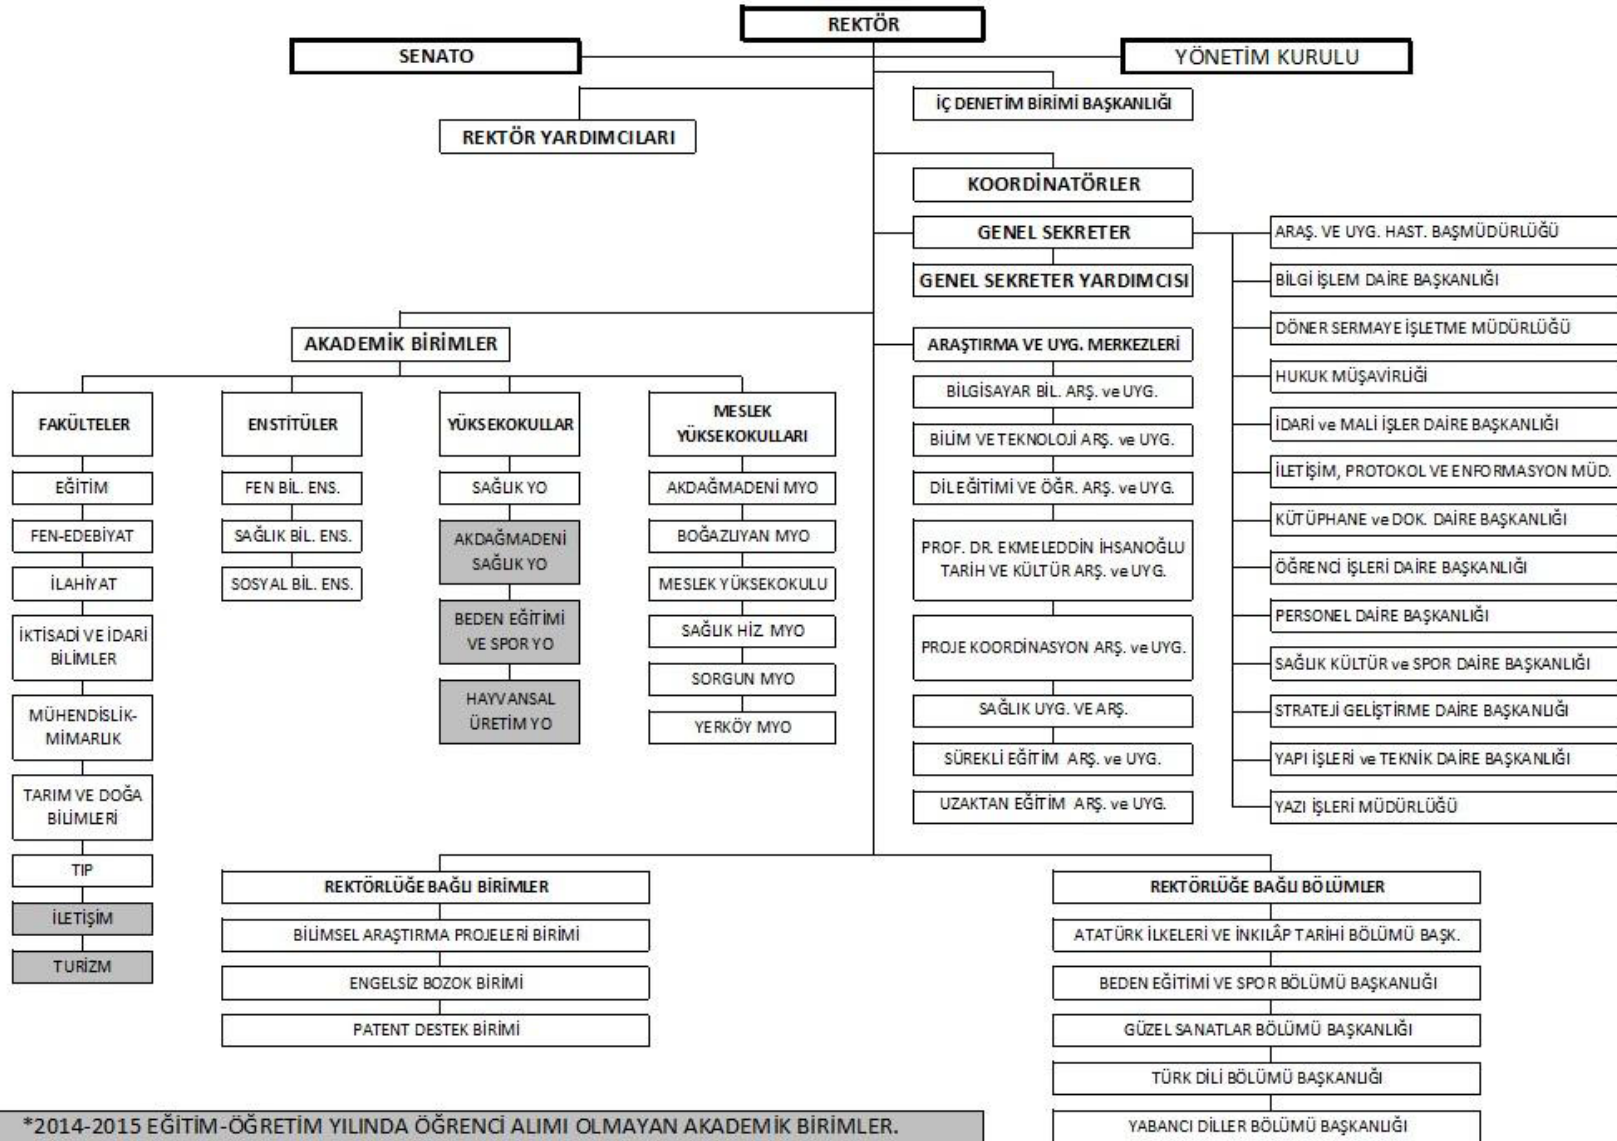 REKTÖR
SENATO
YÖNETİM KURULU
İÇ DENETİM BİRİMİ BAŞKANLIĞI
REKTÖR YARDIMCILARI
KOORDİNATÖRLER
GENEL SEKRETER
GENEL SEKRETER YARDIMCISI
ARAŞ. VE UYG. HAST. BAŞMÜDÜRLÜĞÜ
BİLGİ İŞLEM DAİRE BAŞKANLIĞI
DÖNER SERMAYE İŞLETME MÜDÜRLÜĞÜ
HUKUK MÜŞAVİRLİĞİ
İDARİ ve MALİ İŞLER DAİRE BAŞKANLIĞI
İLETİŞİM, PROTOKOL VE ENFORMASYON MÜD.
KÜTÜPHANE ve DOK. DAİRE BAŞKANLIĞI
ÖĞRENCİ İŞLERİ DAİRE BAŞKANLIĞI
PERSONEL DAİRE BAŞKANLIĞI
SAĞLIK KÜLTÜR ve SPOR DAİRE BAŞKANLIĞI
STRATEJİ GELİŞTİRME DAİRE BAŞKANLIĞI
YAPI İŞLERİ ve TEKNİK DAİRE BAŞKANLIĞI
YAZI İŞLERİ MÜDÜRLÜĞÜ
ARAŞTIRMA VE UYG. MERKEZLERİ
BİLGİSAYAR BİL. ARŞ. ve UYG.
BİLİM VE TEKNOLOJİ ARŞ. ve UYG.
DİL EĞİTİMİ VE ÖĞR. ARŞ. ve UYG.
PROF. DR. EKMELEDDİN İHSANOĞLU
TARİH VE KÜLTÜR ARŞ. ve UYG.
PROJE KOORDİNASYON ARŞ. ve UYG.
SAĞLIK UYG. VE ARŞ.
SÜREKLİ EĞİTİM ARŞ. ve UYG.
UZAKTAN EĞİTİM ARŞ. ve UYG.
AKADEMİK BİRİMLER
FAKÜLTELER
EĞİTİM
FEN-EDEBİYAT
İLAHİYAT
İKTİSADİ VE İDARİ
BİLİMLER
MÜHENDİSLİK-
MİMARLIK
TARIM VE DOĞA
BİLİMLERİ
TIP
İLETİŞİM
TURİZM
ENSTİTÜLER
FEN BİL. ENS.
SAĞLIK BİL. ENS.
SOSYAL BİL. ENS.
YÜKSEKOKULLAR
SAĞLIK YO
AKDAĞMADENİ
SAĞLIK YO
BEDEN EĞİTİMİ
VE SPOR YO
HAYVANSAL
ÜRETİM YO
MESLEK
YÜKSEKOKULLARI
AKDAĞMADENİ MYO
BOĞAZLIYAN MYO
MESLEK YÜKSEKOKULU
SAĞLIK HİZ. MYO
SORGUN MYO
YERKÖY MYO
REKTÖRLÜĞE BAĞLI BİRİMLER
BİLİMSEL ARAŞTIRMA PROJELERİ BİRİMİ
ENGELSİZ BOZOK BİRİMİ
PATENT DESTEK BİRİMİ
REKTÖRLÜĞE BAĞLI BÖLÜMLER
ATATÜRK İLKELERİ VE İNKILÂP TARİHİ BÖLÜMÜ BAŞK.
BEDEN EĞİTİMİ VE SPOR BÖLÜMÜ BAŞKANLIĞI
GÜZEL SANATLAR BÖLÜMÜ BAŞKANLIĞI
TÜRK DİLİ BÖLÜMÜ BAŞKANLIĞI
YABANCI DİLLER BÖLÜMÜ BAŞKANLIĞI
*2014-2015 EĞİTİM-ÖĞRETİM YILINDA ÖĞRENCİ ALIMI OLMAYAN AKADEMİK BİRİMLER.